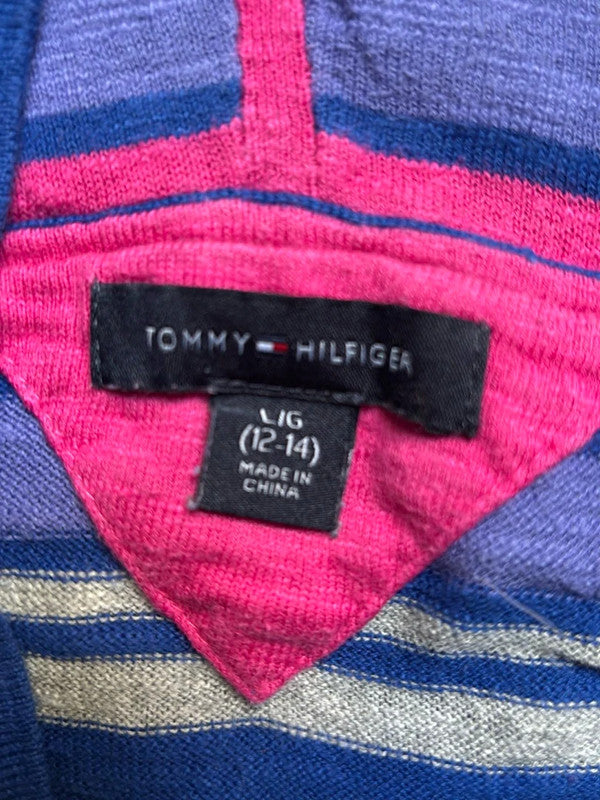 TOMMY HILFIGER
L/G
(12-14)
MADE IN
CHINA